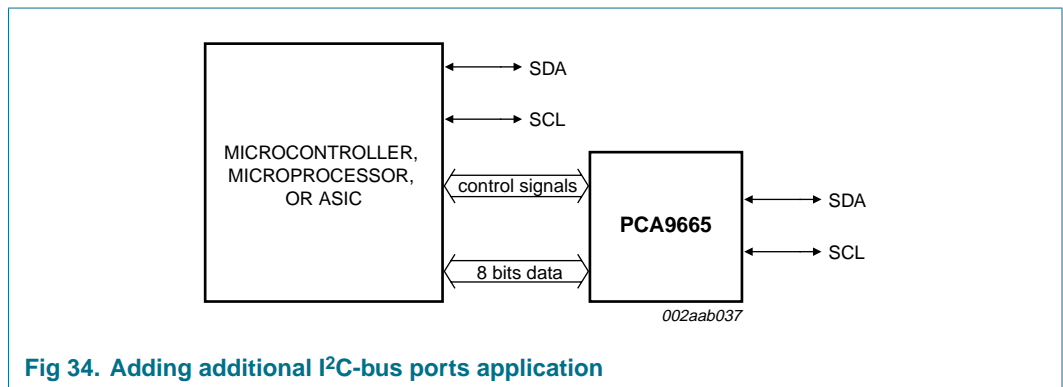 SDA
SCL
MICROCONTROLLER,
MICROPROCESSOR,
OR ASIC
control signals
8 bits data
PCA9665
SDA
SCL
002aab037
Fig 34. Adding additional I²C-bus ports application